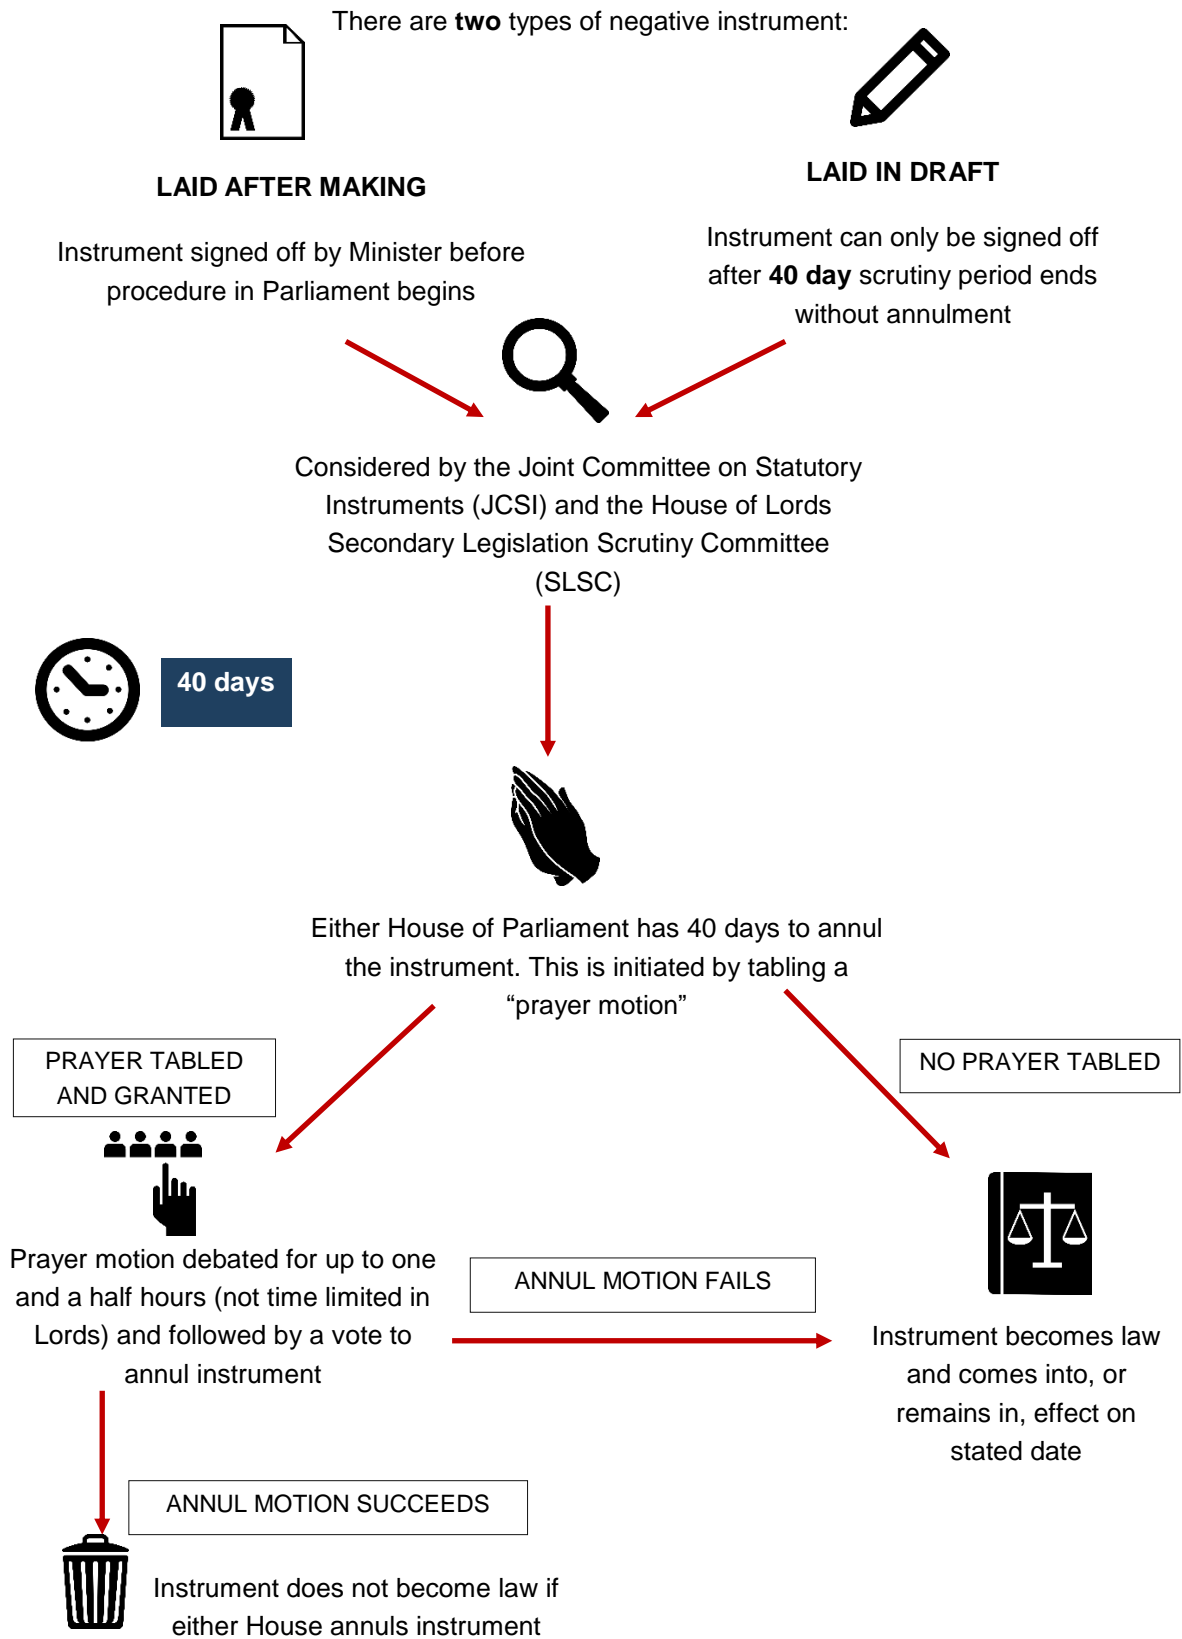 There are two types of negative instrument:
LAID AFTER MAKING
Instrument signed off by Minister before
procedure in Parliament begins
LAID IN DRAFT
Instrument can only be signed off
after 40 day scrutiny period ends
without annulment
Considered by the Joint Committee on Statutory
Instruments (JCSI) and the House of Lords
Secondary Legislation Scrutiny Committee
(SLSC)
40 days
Either House of Parliament has 40 days to annul
the instrument. This is initiated by tabling a
“prayer motion”
PRAYER TABLED
AND GRANTED
NO PRAYER TABLED
Prayer motion debated for up to one
and a half hours (not time limited in
Lords) and followed by a vote to
annul instrument
ANNUL MOTION FAILS
Instrument becomes law
and comes into, or
remains in, effect on
stated date
ANNUL MOTION SUCCEEDS
Instrument does not become law if
either House annuls instrument